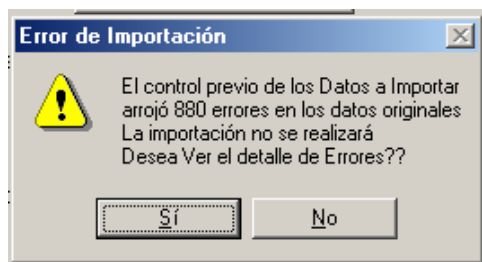 Error de Importación
El control previo de los Datos a Importar
arrojó 880 errores en los datos originales
La importación no se realizará
Desea Ver el detalle de Errores??
Sí
No